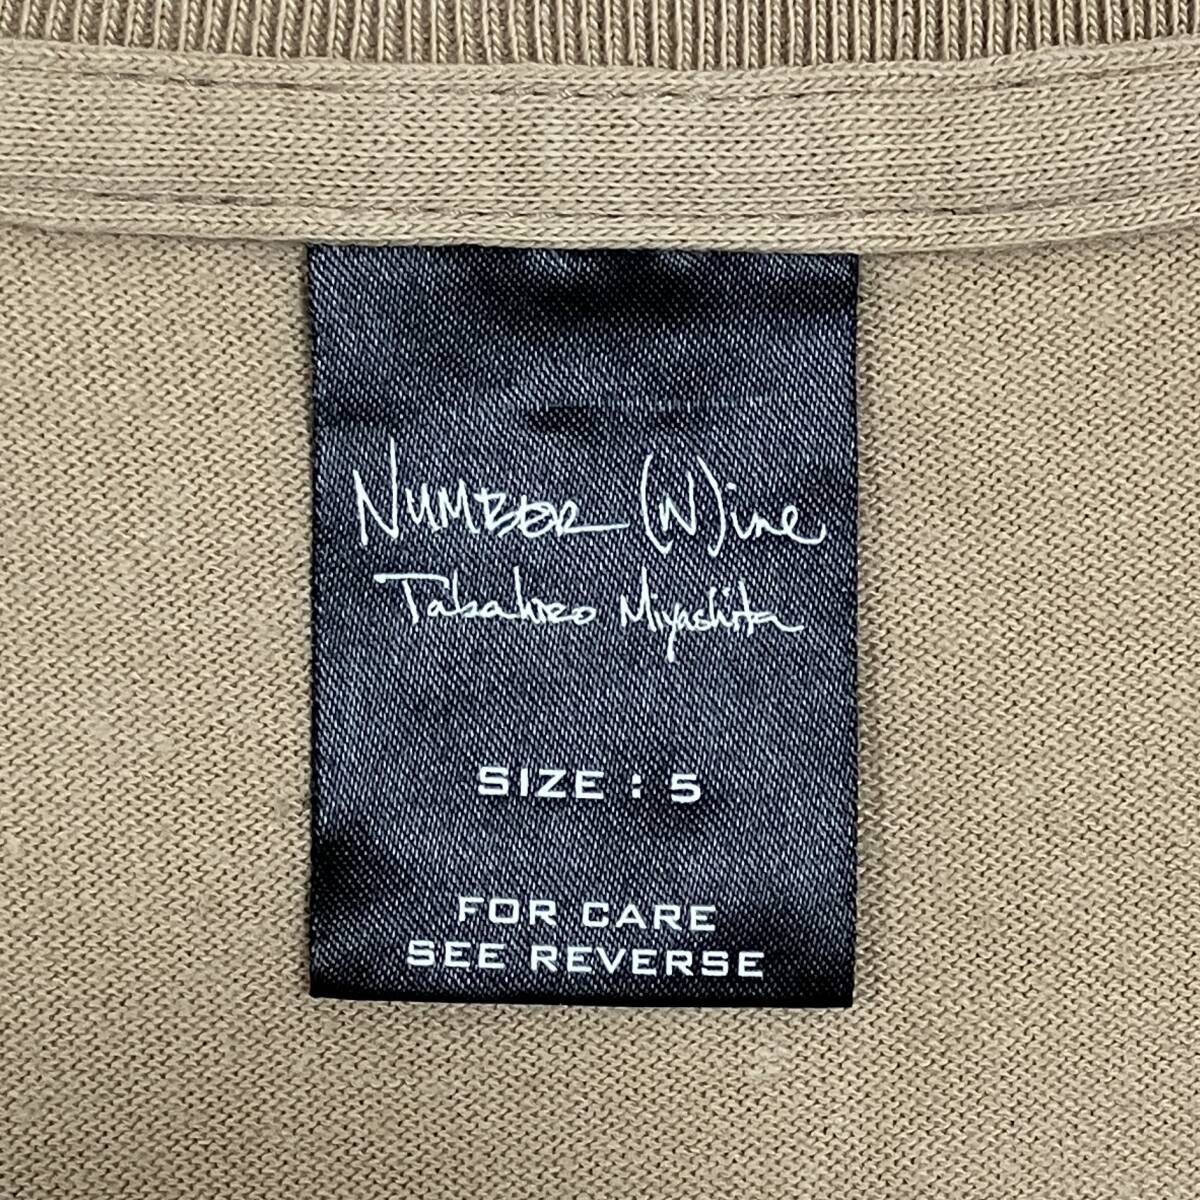 NUMBER (N)ine
Takahiro Miyashita
SIZE : 5
FOR CARE
SEE REVERSE